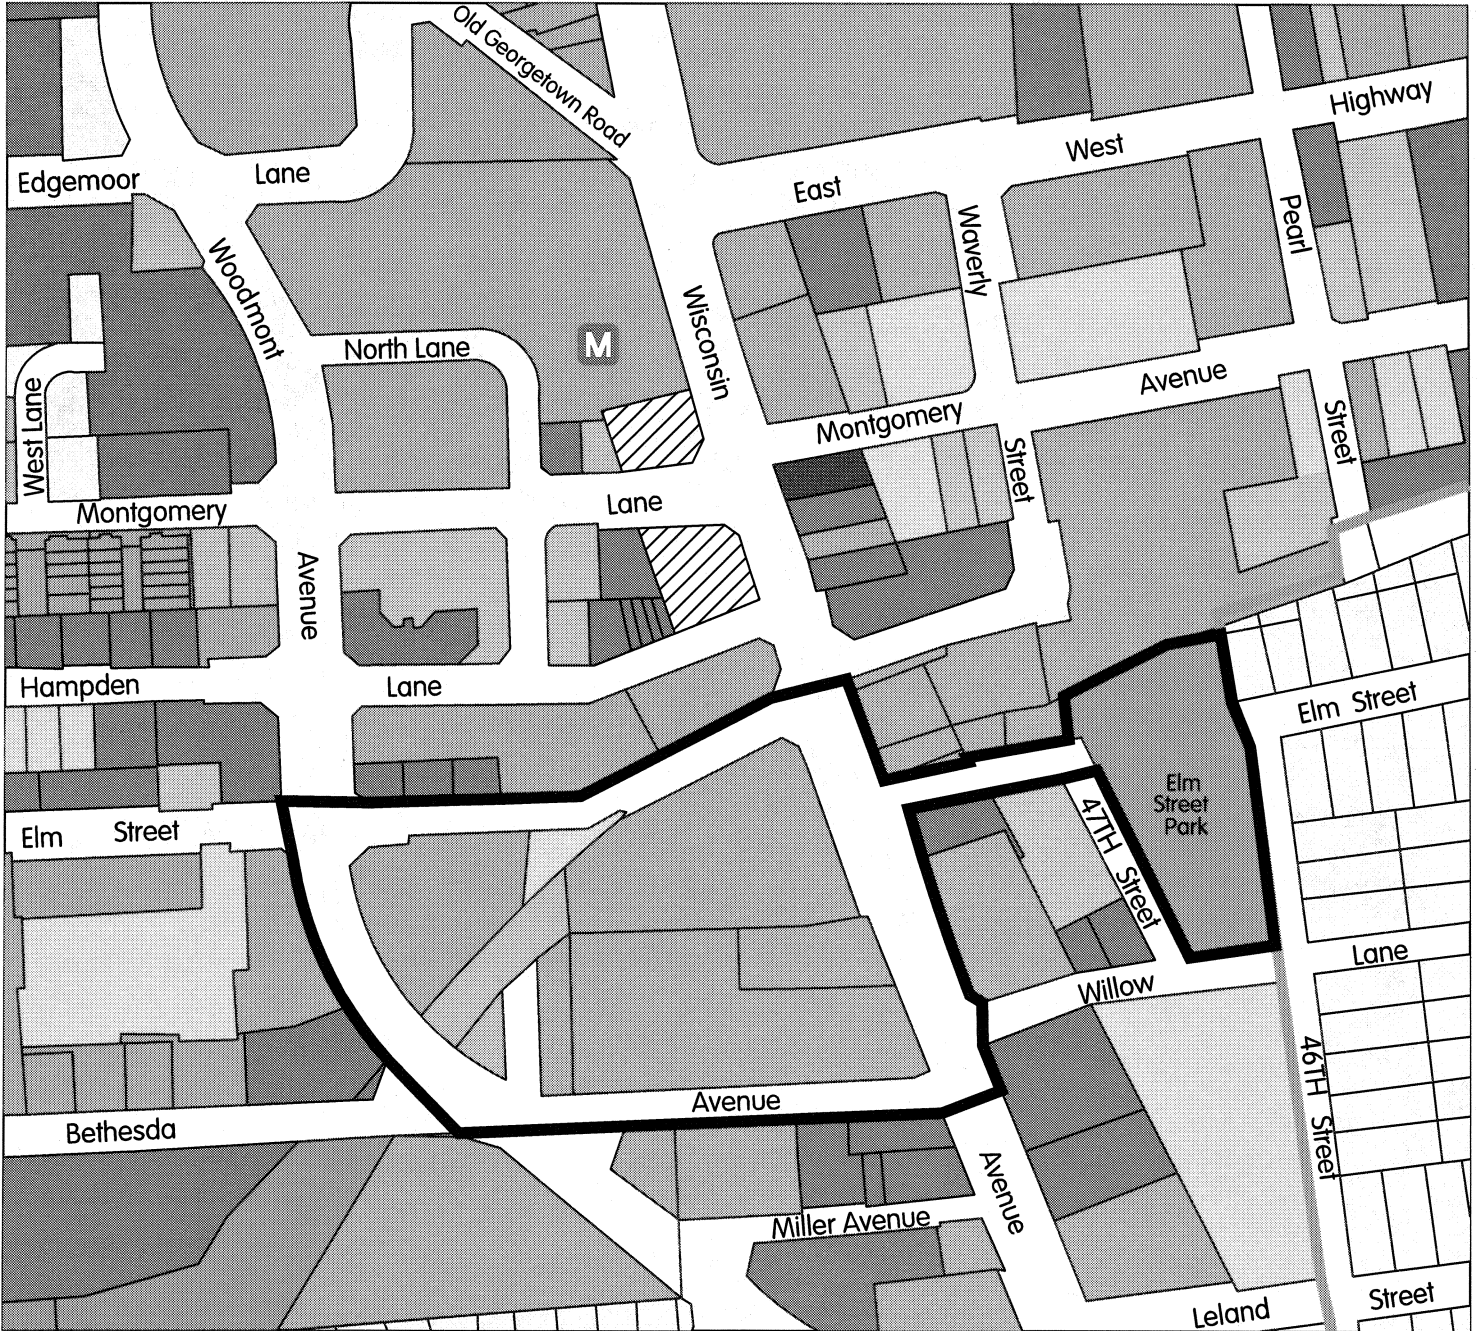 Old Georgetown Road
Highway
West
East
Edgemoor
Lane
Pearl
Waverly
Woodmont
Wisconsin
M
North Lane
Avenue
West Lane
Montgomery
Street
Street
Montgomery
Lane
Avenue
Hampden
Lane
Elm Street
Elm
Street
Park
Elm Street
47TH Street
Lane
Willow
46TH Street
Avenue
Bethesda
Avenue
Miller Avenue
Leland
Street